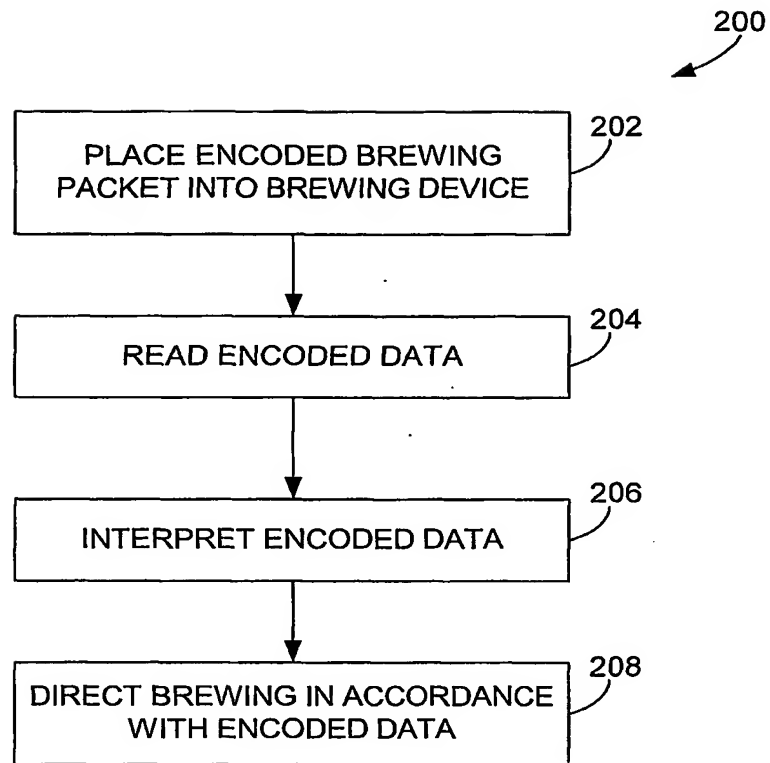 200
202
PLACE ENCODED BREWING
PACKET INTO BREWING DEVICE
204
READ ENCODED DATA
206
INTERPRET ENCODED DATA
208
DIRECT BREWING IN ACCORDANCE
WITH ENCODED DATA